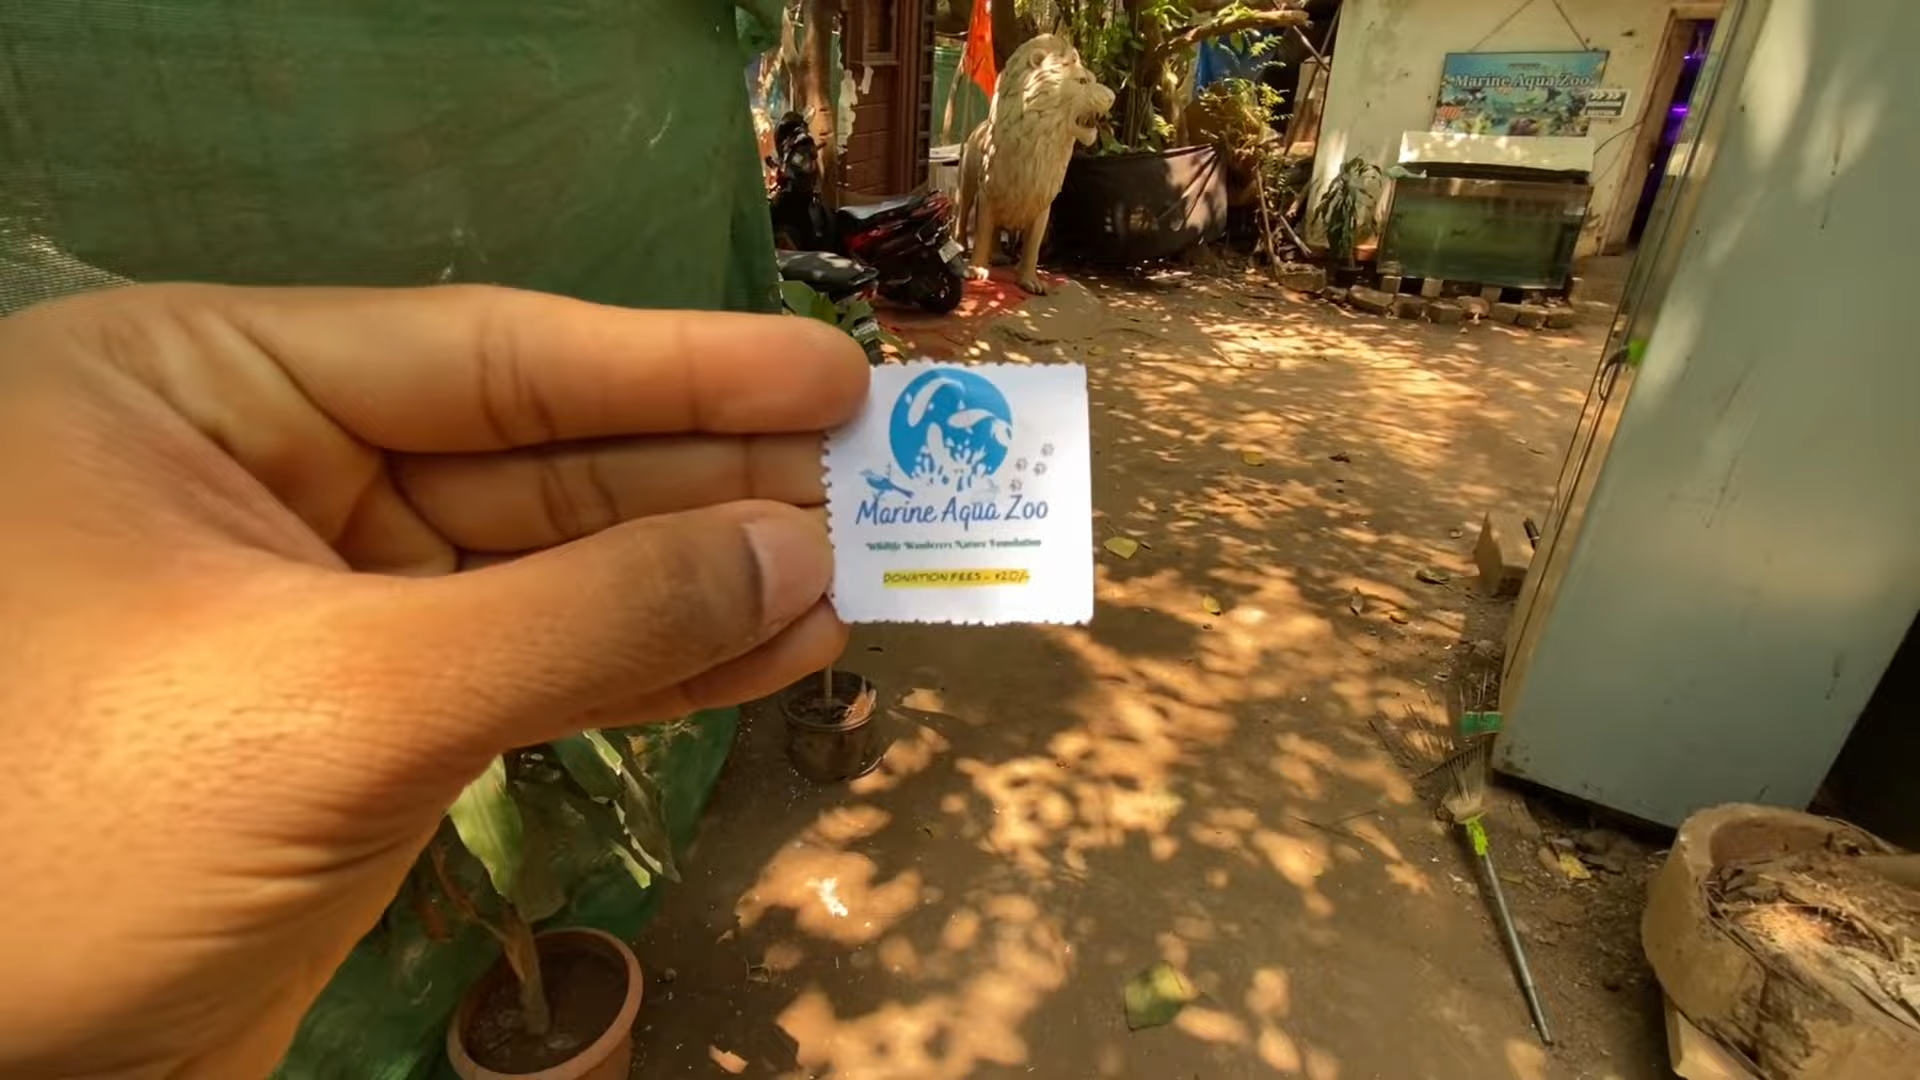 Marine Aqua Zoo
Marine Aqua Zoo
Wildlife Wanderers Nature Foundation
DONATION FEES - ₹20/-